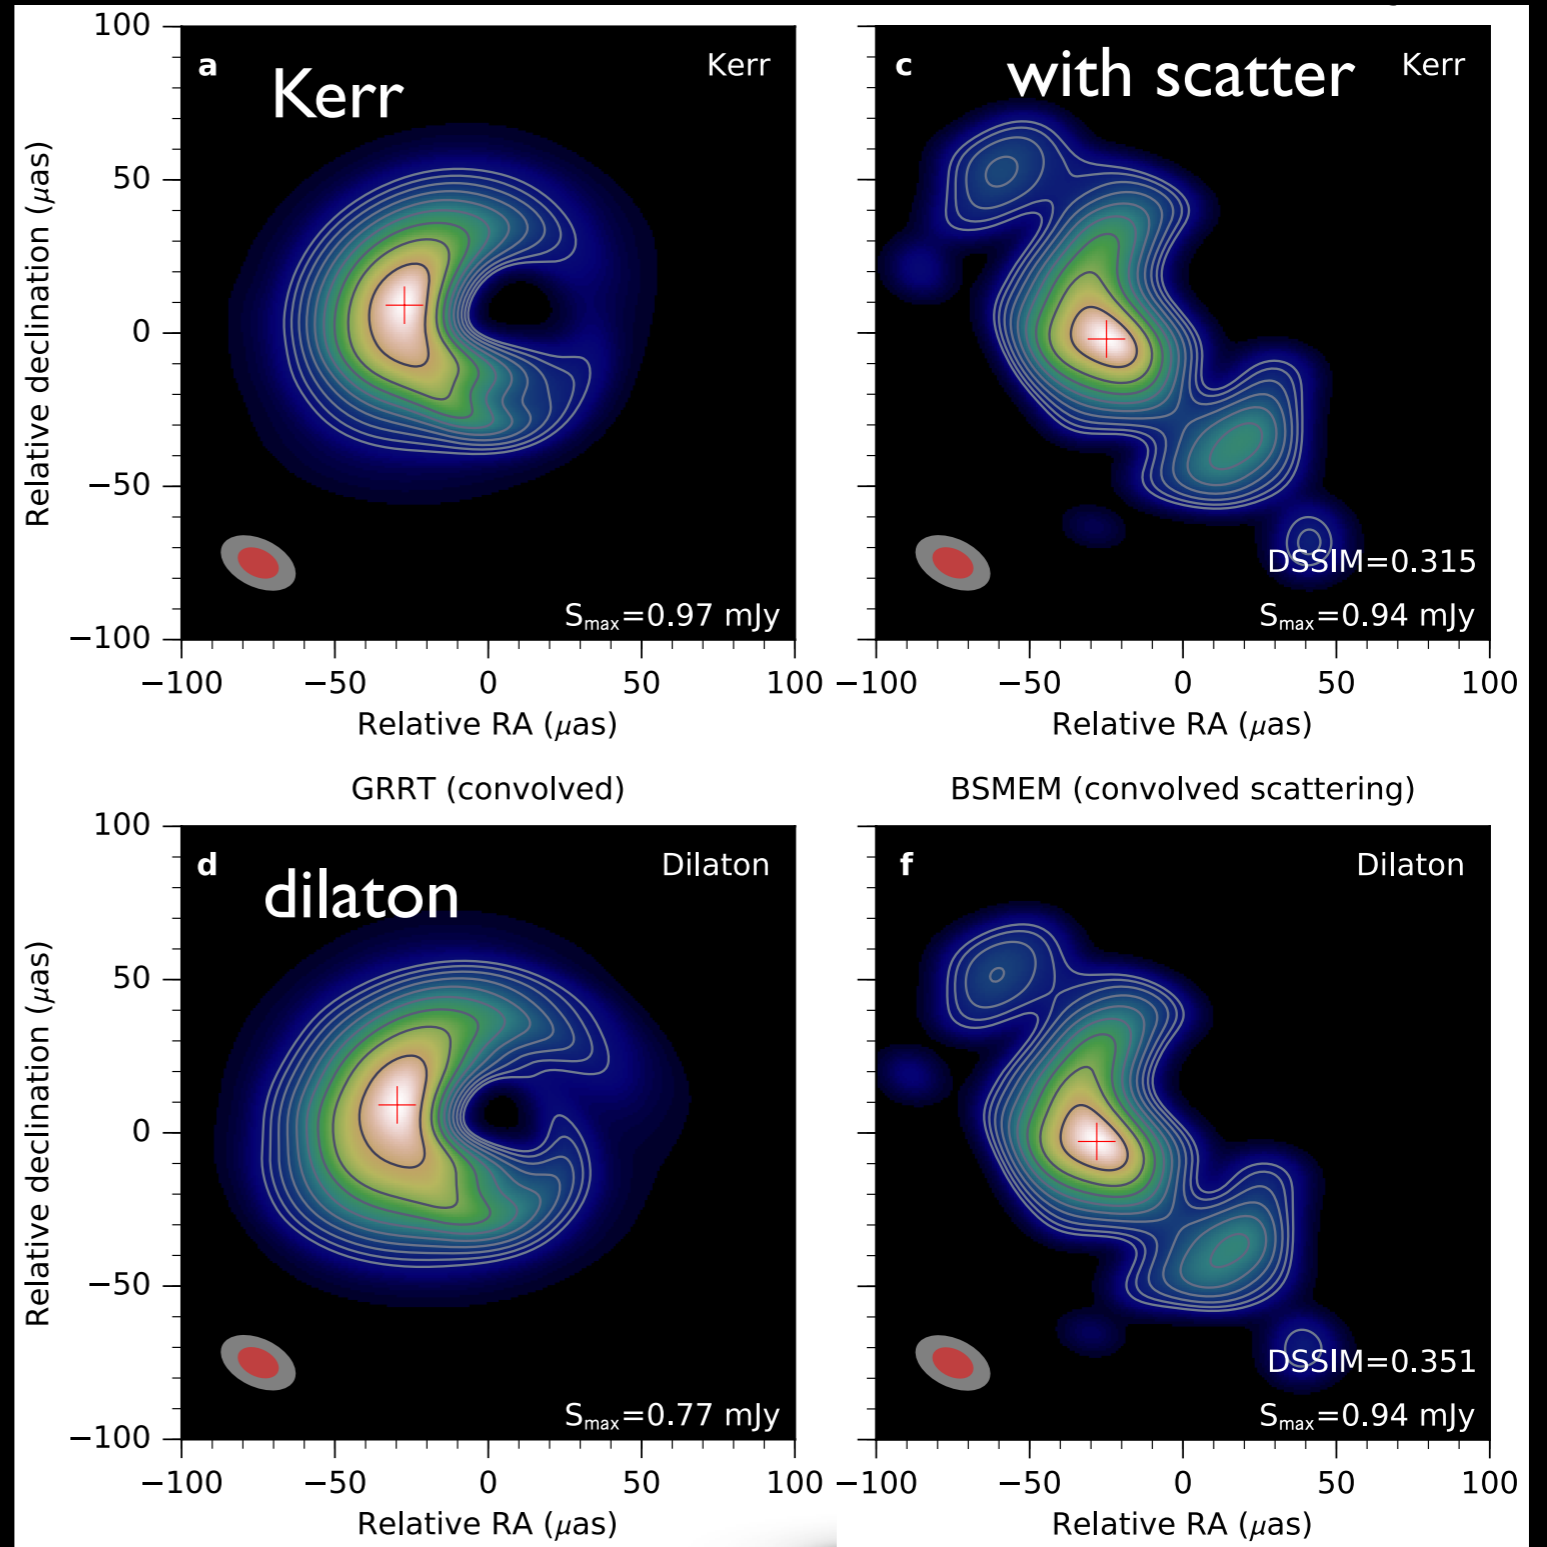 a Kerr Kerr
c with scatter Kerr
100
50
0
−50
−100
Relative declination (μas)
DSSIM=0.315
Smax=0.97 mJy
Smax=0.94 mJy
−100 −50 0 50 100
−100 −50 0 50 100
Relative RA (μas)
Relative RA (μas)
GRRT (convolved)
BSMEM (convolved scattering)
d dilaton Dilaton
f Dilaton
100
50
0
−50
−100
Relative declination (μas)
DSSIM=0.351
Smax=0.77 mJy
Smax=0.94 mJy
−100 −50 0 50 100
−100 −50 0 50 100
Relative RA (μas)
Relative RA (μas)